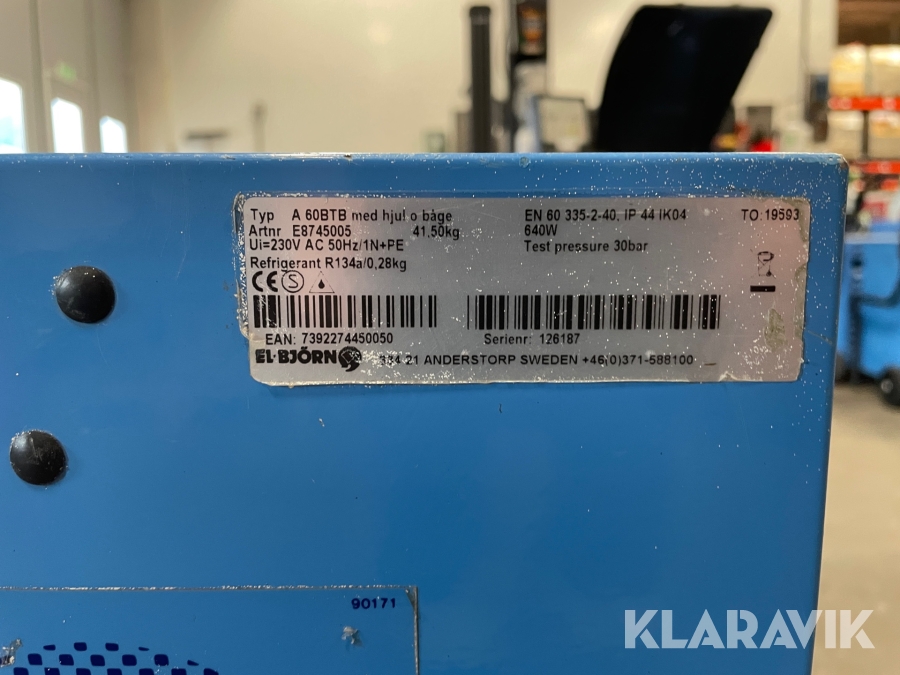 Typ A 60BTB med hjul o båge EN 60 335-2-40, IP 44 IK04 TO:19593
Artnr E8745005 41,50kg 640W
Ui=230V AC 50Hz/1N+PE Test pressure 30bar
Refrigerant R134a/0,28kg
CE S
EAN: 7392274450050 Serienr: 126187
EL·BJÖRN 334 21 ANDERSTORP SWEDEN +46(0)371-588100
90171
KLARAVIK